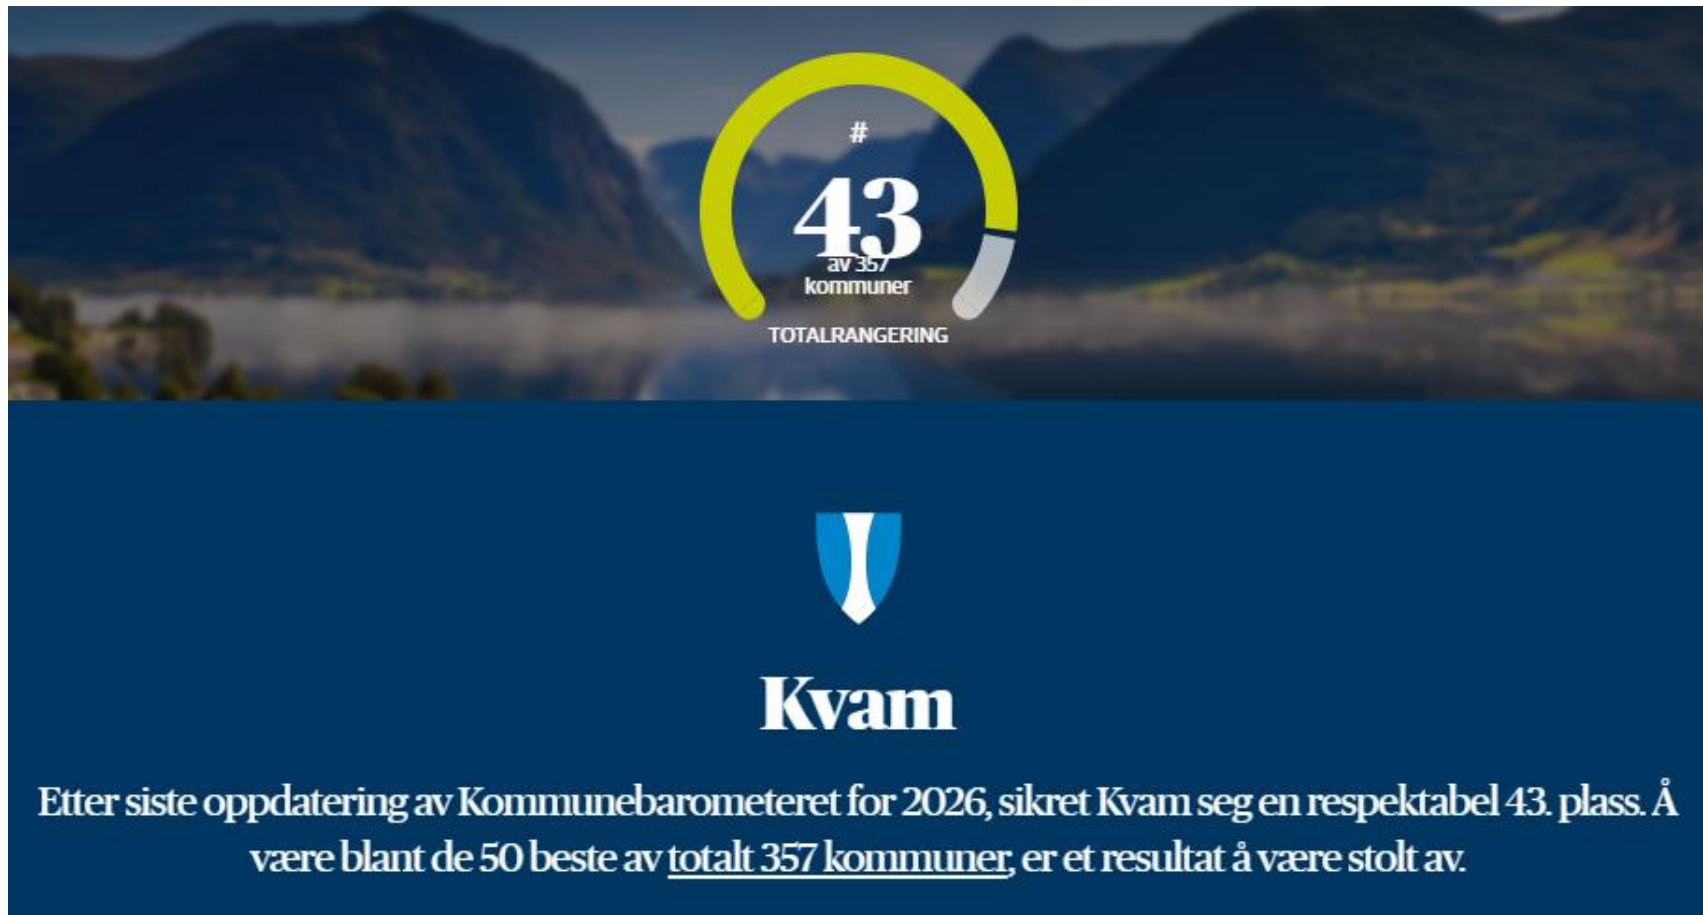 #
43
av 357
kommuner
TOTALRANGERING
Kvam
Etter siste oppdatering av Kommunebarometeret for 2026, sikret Kvam seg en respektabel 43. plass. Å
være blant de 50 beste av totalt 357 kommuner, er et resultat å være stolt av.